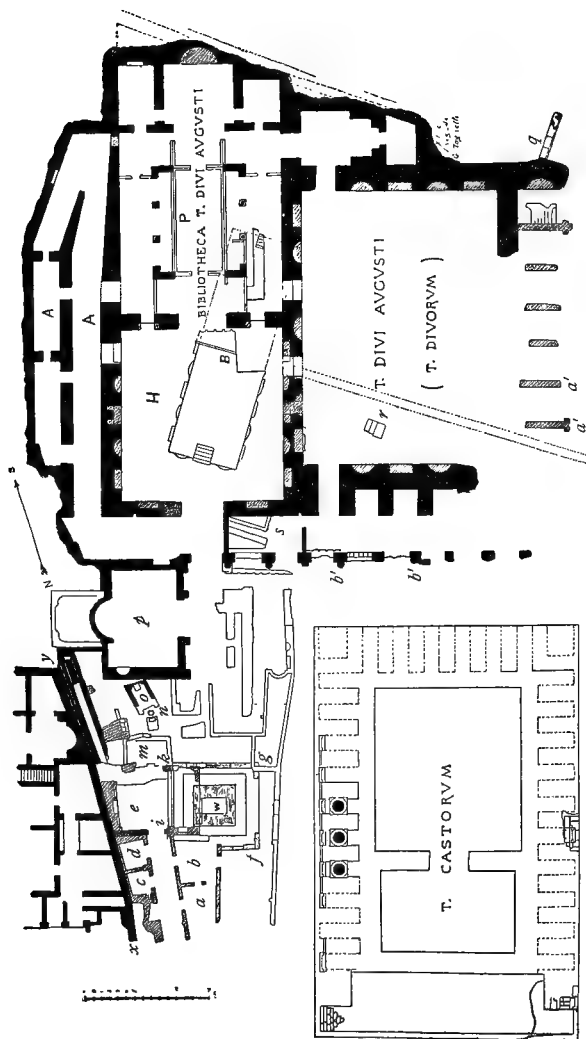 A
A
BIBLIOTHECA T. DIVI AVGVSTI
P
H
B
T. DIVI AVGVSTI
( T. DIVORVM )
r
q
a'
a'
s
b'
b'
N
S
p
y
o
n
m
k
g
e
i
w
d
c
b
a
f
x
T. CASTORVM